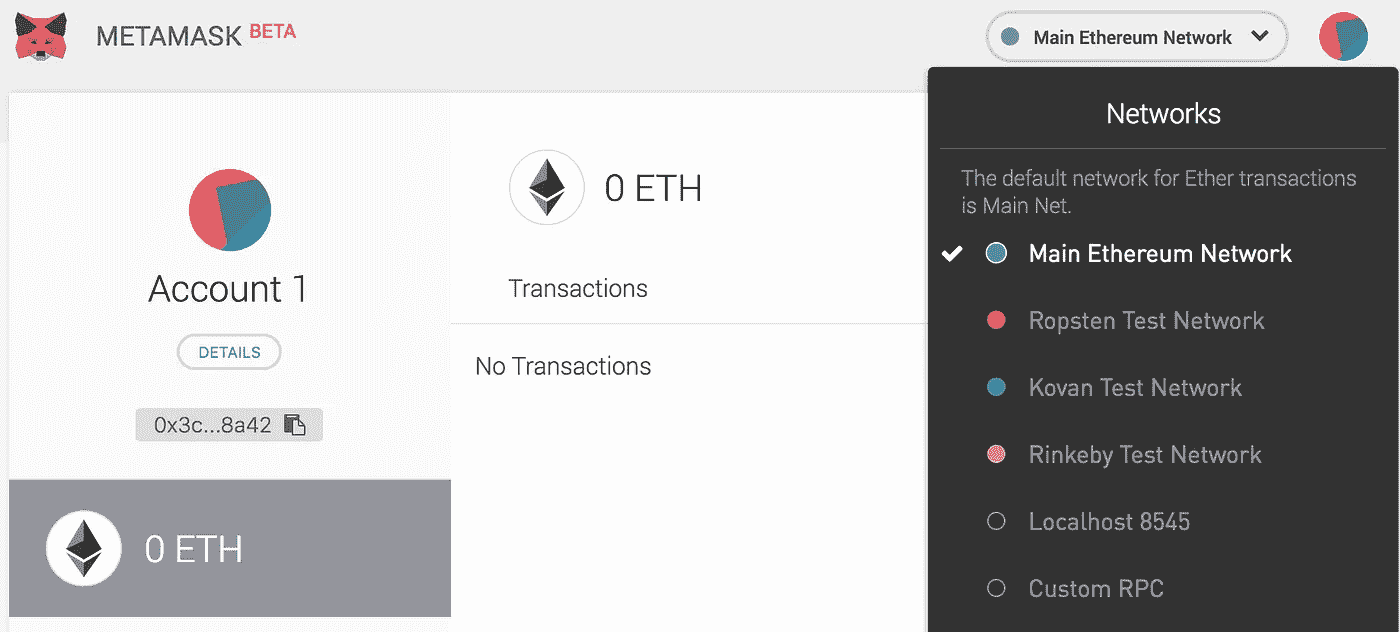 METAMASK BETA
Main Ethereum Network
Account 1
DETAILS
0x3c...8a42
0 ETH
0 ETH
Transactions
No Transactions
Networks
The default network for Ether transactions
is Main Net.
Main Ethereum Network
Ropsten Test Network
Kovan Test Network
Rinkeby Test Network
Localhost 8545
Custom RPC